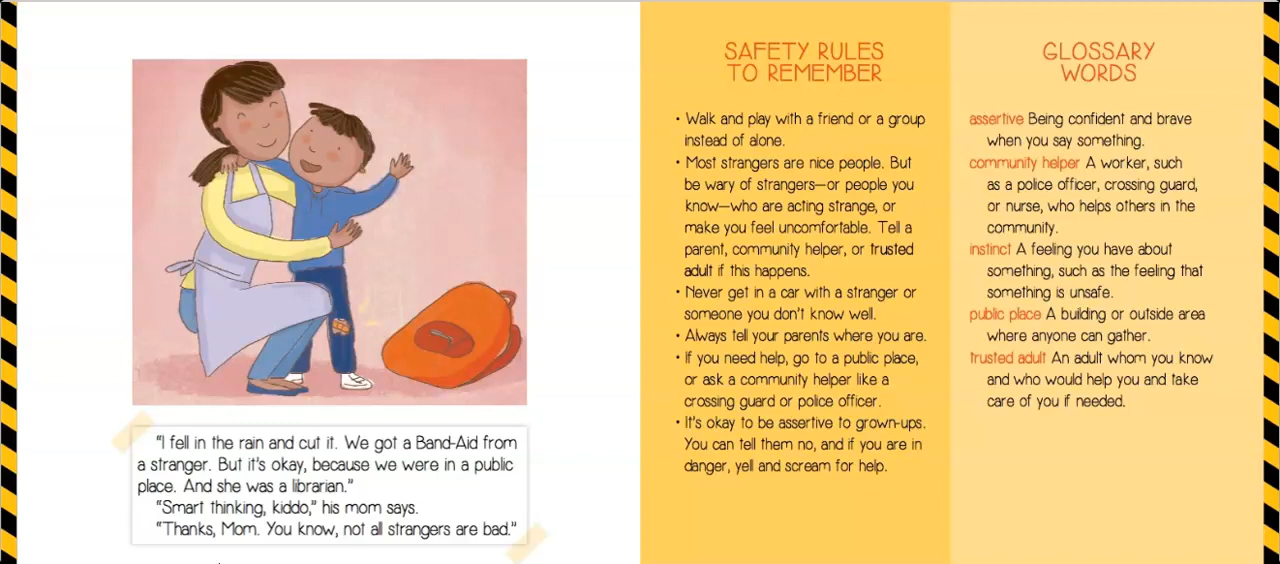 "I fell in the rain and cut it. We got a Band-Aid from
a stranger. But it's okay, because we were in a public
place. And she was a librarian."
"Smart thinking, kiddo," his mom says.
"Thanks, Mom. You know, not all strangers are bad."
SAFETY RULES
TO REMEMBER
• Walk and play with a friend or a group
instead of alone.
• Most strangers are nice people. But
be wary of strangers—or people you
know—who are acting strange, or
make you feel uncomfortable. Tell a
parent, community helper, or trusted
adult if this happens.
• Never get in a car with a stranger or
someone you don't know well.
• Always tell your parents where you are.
• If you need help, go to a public place,
or ask a community helper like a
crossing guard or police officer.
• It's okay to be assertive to grown-ups.
You can tell them no, and if you are in
danger, yell and scream for help.
GLOSSARY
WORDS
assertive Being confident and brave
when you say something.
community helper A worker, such
as a police officer, crossing guard,
or nurse, who helps others in the
community.
instinct A feeling you have about
something, such as the feeling that
something is unsafe.
public place A building or outside area
where anyone can gather.
trusted adult An adult whom you know
and who would help you and take
care of you if needed.